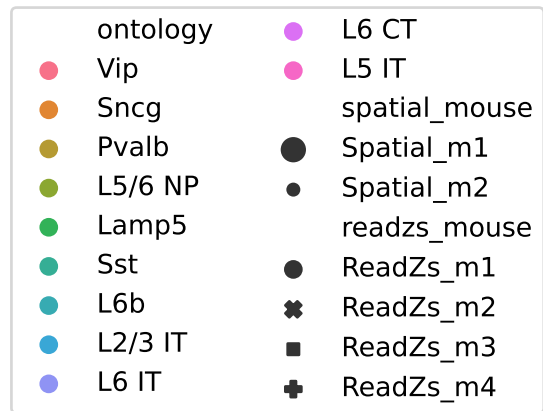 ontology
Vip
Sncg
Pvalb
L5/6 NP
Lamp5
Sst
L6b
L2/3 IT
L6 IT
L6 CT
L5 IT
spatial_mouse
Spatial_m1
Spatial_m2
readzs_mouse
ReadZs_m1
ReadZs_m2
ReadZs_m3
ReadZs_m4